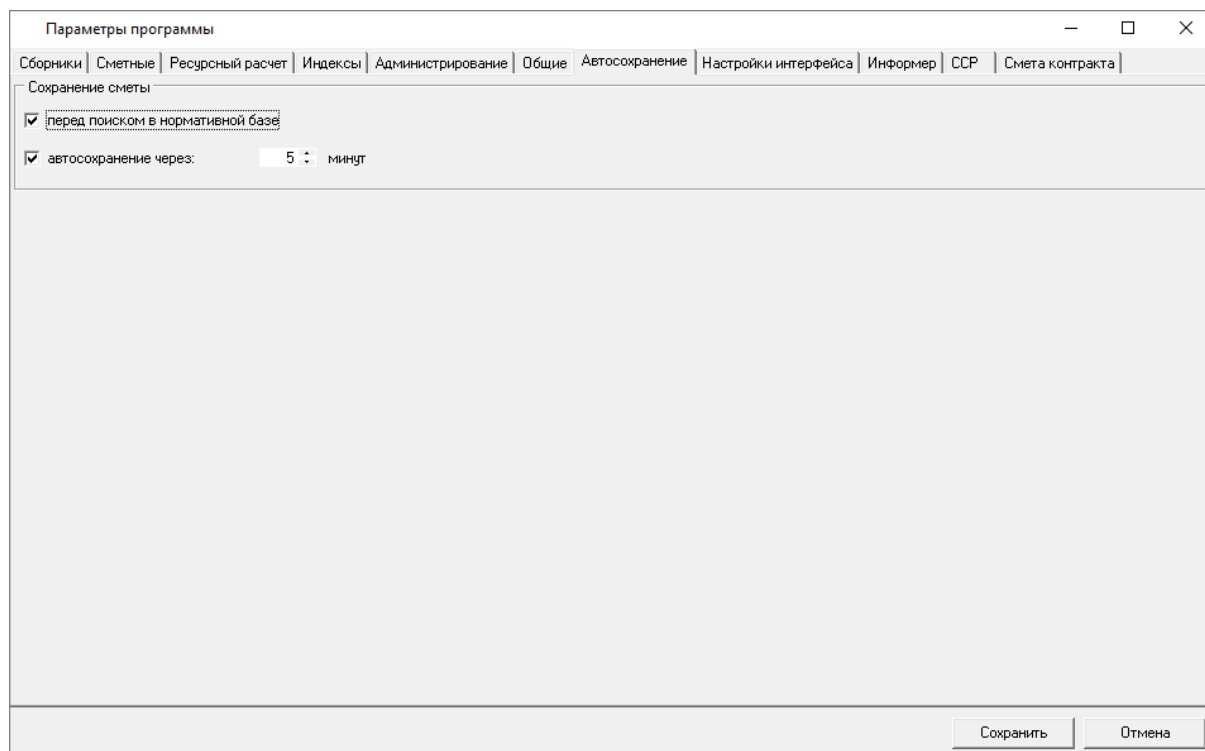 Параметры программы
Сборники Сметные Ресурсный расчет Индексы Администрирование Общие Автосохранение Настройки интерфейса Информер ССР Смета контракта
Сохранение сметы
перед поиском в нормативной базе
автосохранение через: 5 минут
Сохранить Отмена